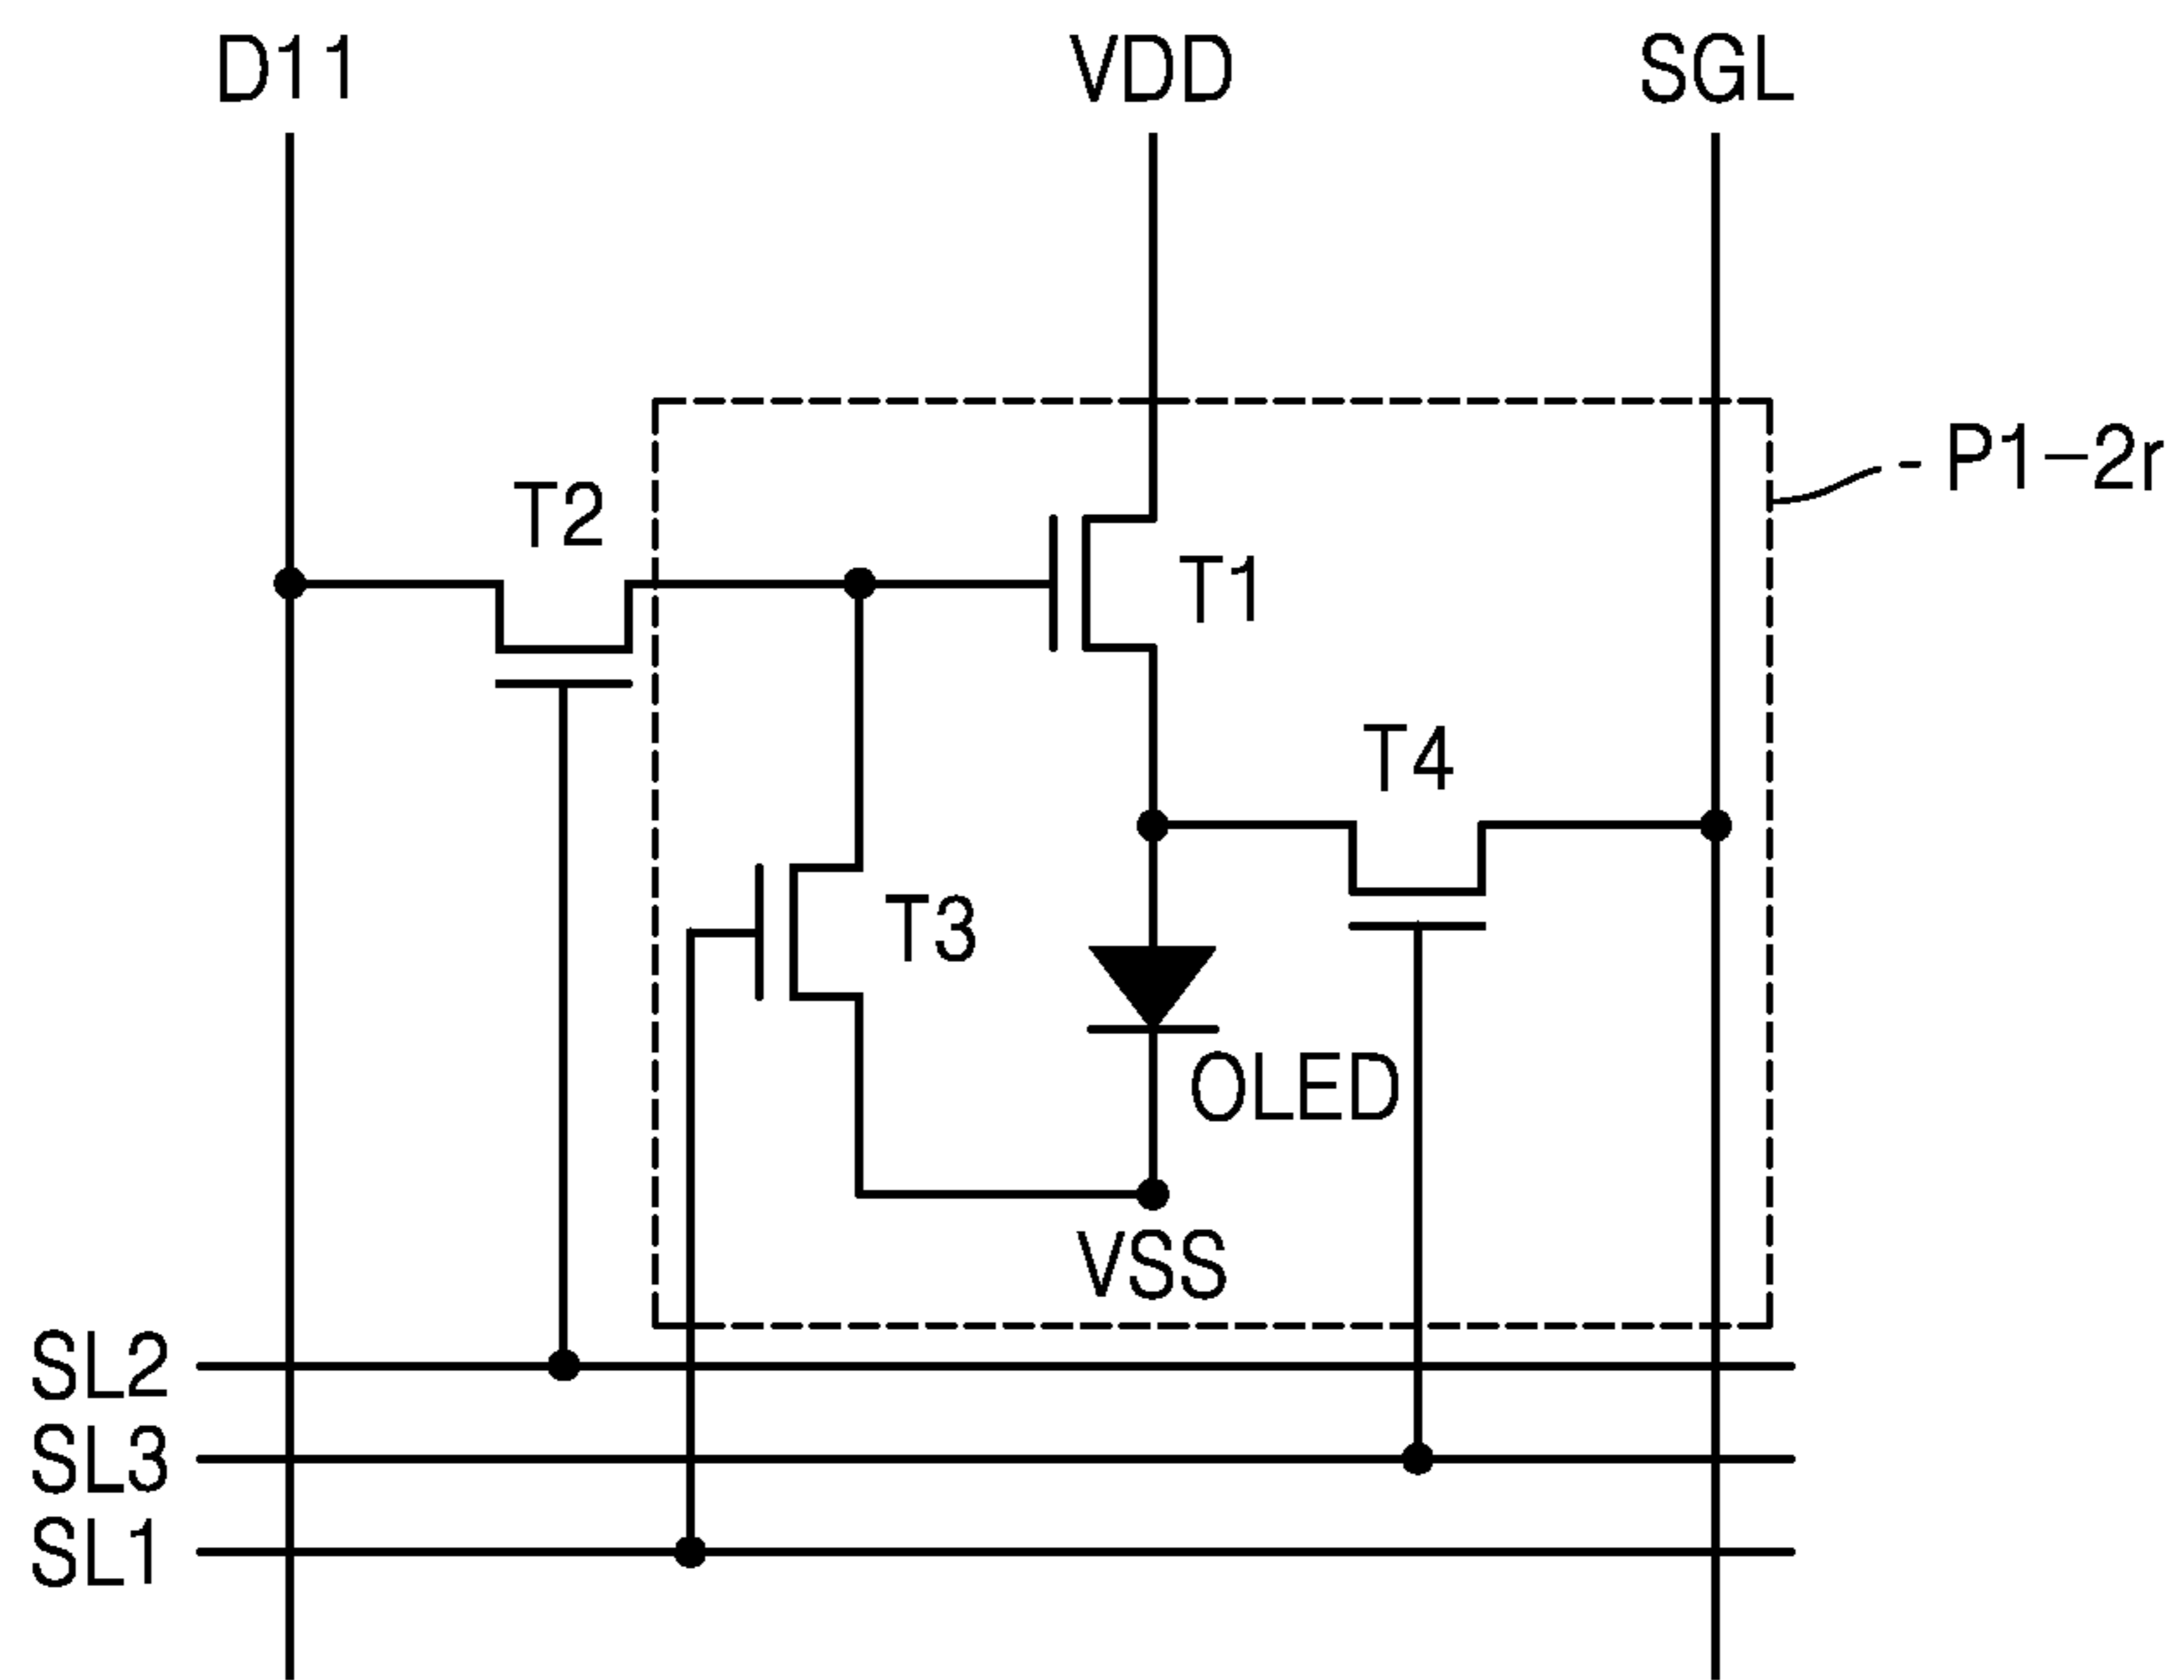 D11 VDD SGL
- P1-2r
T2
T1
T4
T3
OLED
VSS
SL2
SL3
SL1